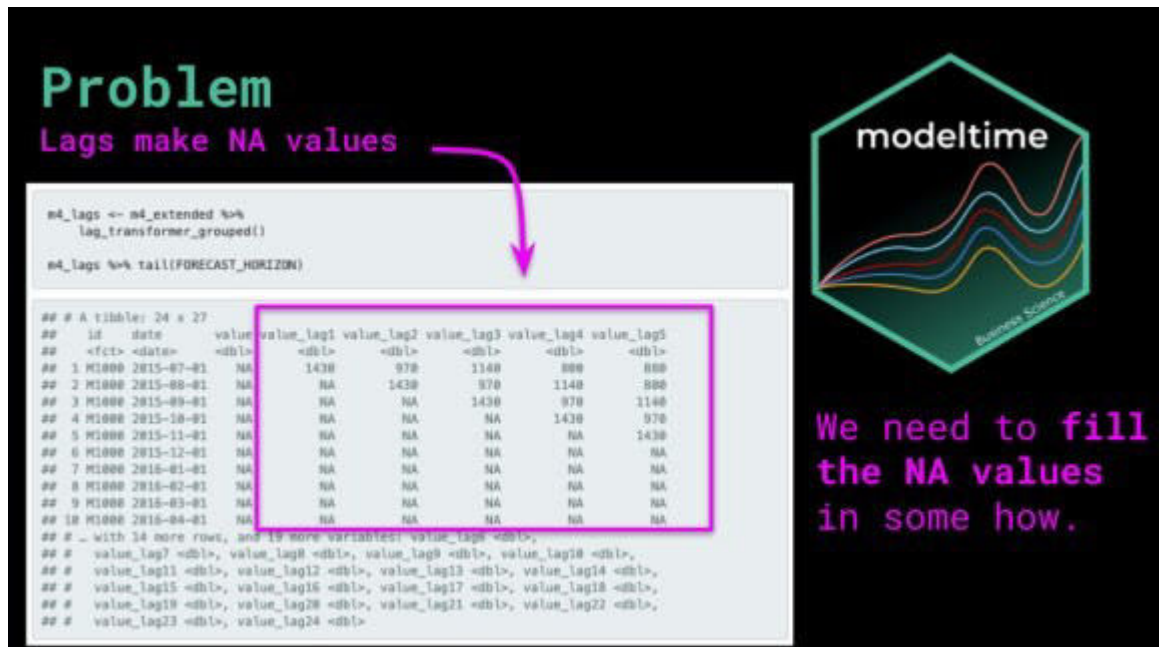 Problem
Lags make NA values
modeltime
Business Science
m4_lags <- m4_extended %>%
lag_transformer_grouped()
m4_lags %>% tail(FORECAST_HORIZON)
## # A tibble: 24 x 27
## id date value value_lag1 value_lag2 value_lag3 value_lag4 value_lag5
## <fct> <date> <dbl> <dbl> <dbl> <dbl> <dbl> <dbl>
## 1 M1000 2015-07-01 NA 1430 970 1140 800 880
## 2 M1000 2015-08-01 NA NA 1430 970 1140 800
## 3 M1000 2015-09-01 NA NA NA 1430 970 1140
## 4 M1000 2015-10-01 NA NA NA NA 1430 970
## 5 M1000 2015-11-01 NA NA NA NA NA 1430
## 6 M1000 2015-12-01 NA NA NA NA NA NA
## 7 M1000 2016-01-01 NA NA NA NA NA NA
## 8 M1000 2016-02-01 NA NA NA NA NA NA
## 9 M1000 2016-03-01 NA NA NA NA NA NA
## 10 M1000 2016-04-01 NA NA NA NA NA NA
## # … with 14 more rows, and 19 more variables: value_lag6 <dbl>,
## # value_lag7 <dbl>, value_lag8 <dbl>, value_lag9 <dbl>, value_lag10 <dbl>,
## # value_lag11 <dbl>, value_lag12 <dbl>, value_lag13 <dbl>, value_lag14 <dbl>,
## # value_lag15 <dbl>, value_lag16 <dbl>, value_lag17 <dbl>, value_lag18 <dbl>,
## # value_lag19 <dbl>, value_lag20 <dbl>, value_lag21 <dbl>, value_lag22 <dbl>,
## # value_lag23 <dbl>, value_lag24 <dbl>
We need to fill
the NA values
in some how.